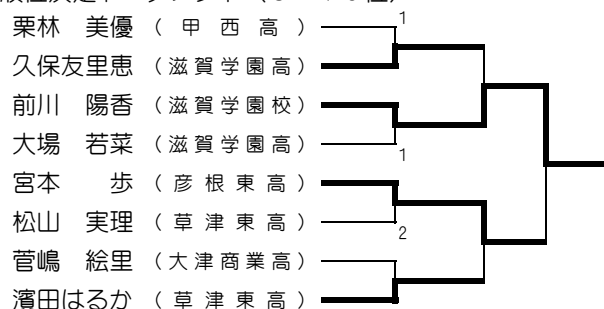 栗林 美優 （甲西高） 1
久保友里恵 （滋賀学園高）
前川 陽香 （滋賀学園校）
大場 若菜 （滋賀学園高） 1
宮本 歩 （彦根東高）
松山 実理 （草津東高） 2
菅嶋 絵里 （大津商業高）
濱田はるか （草津東高）